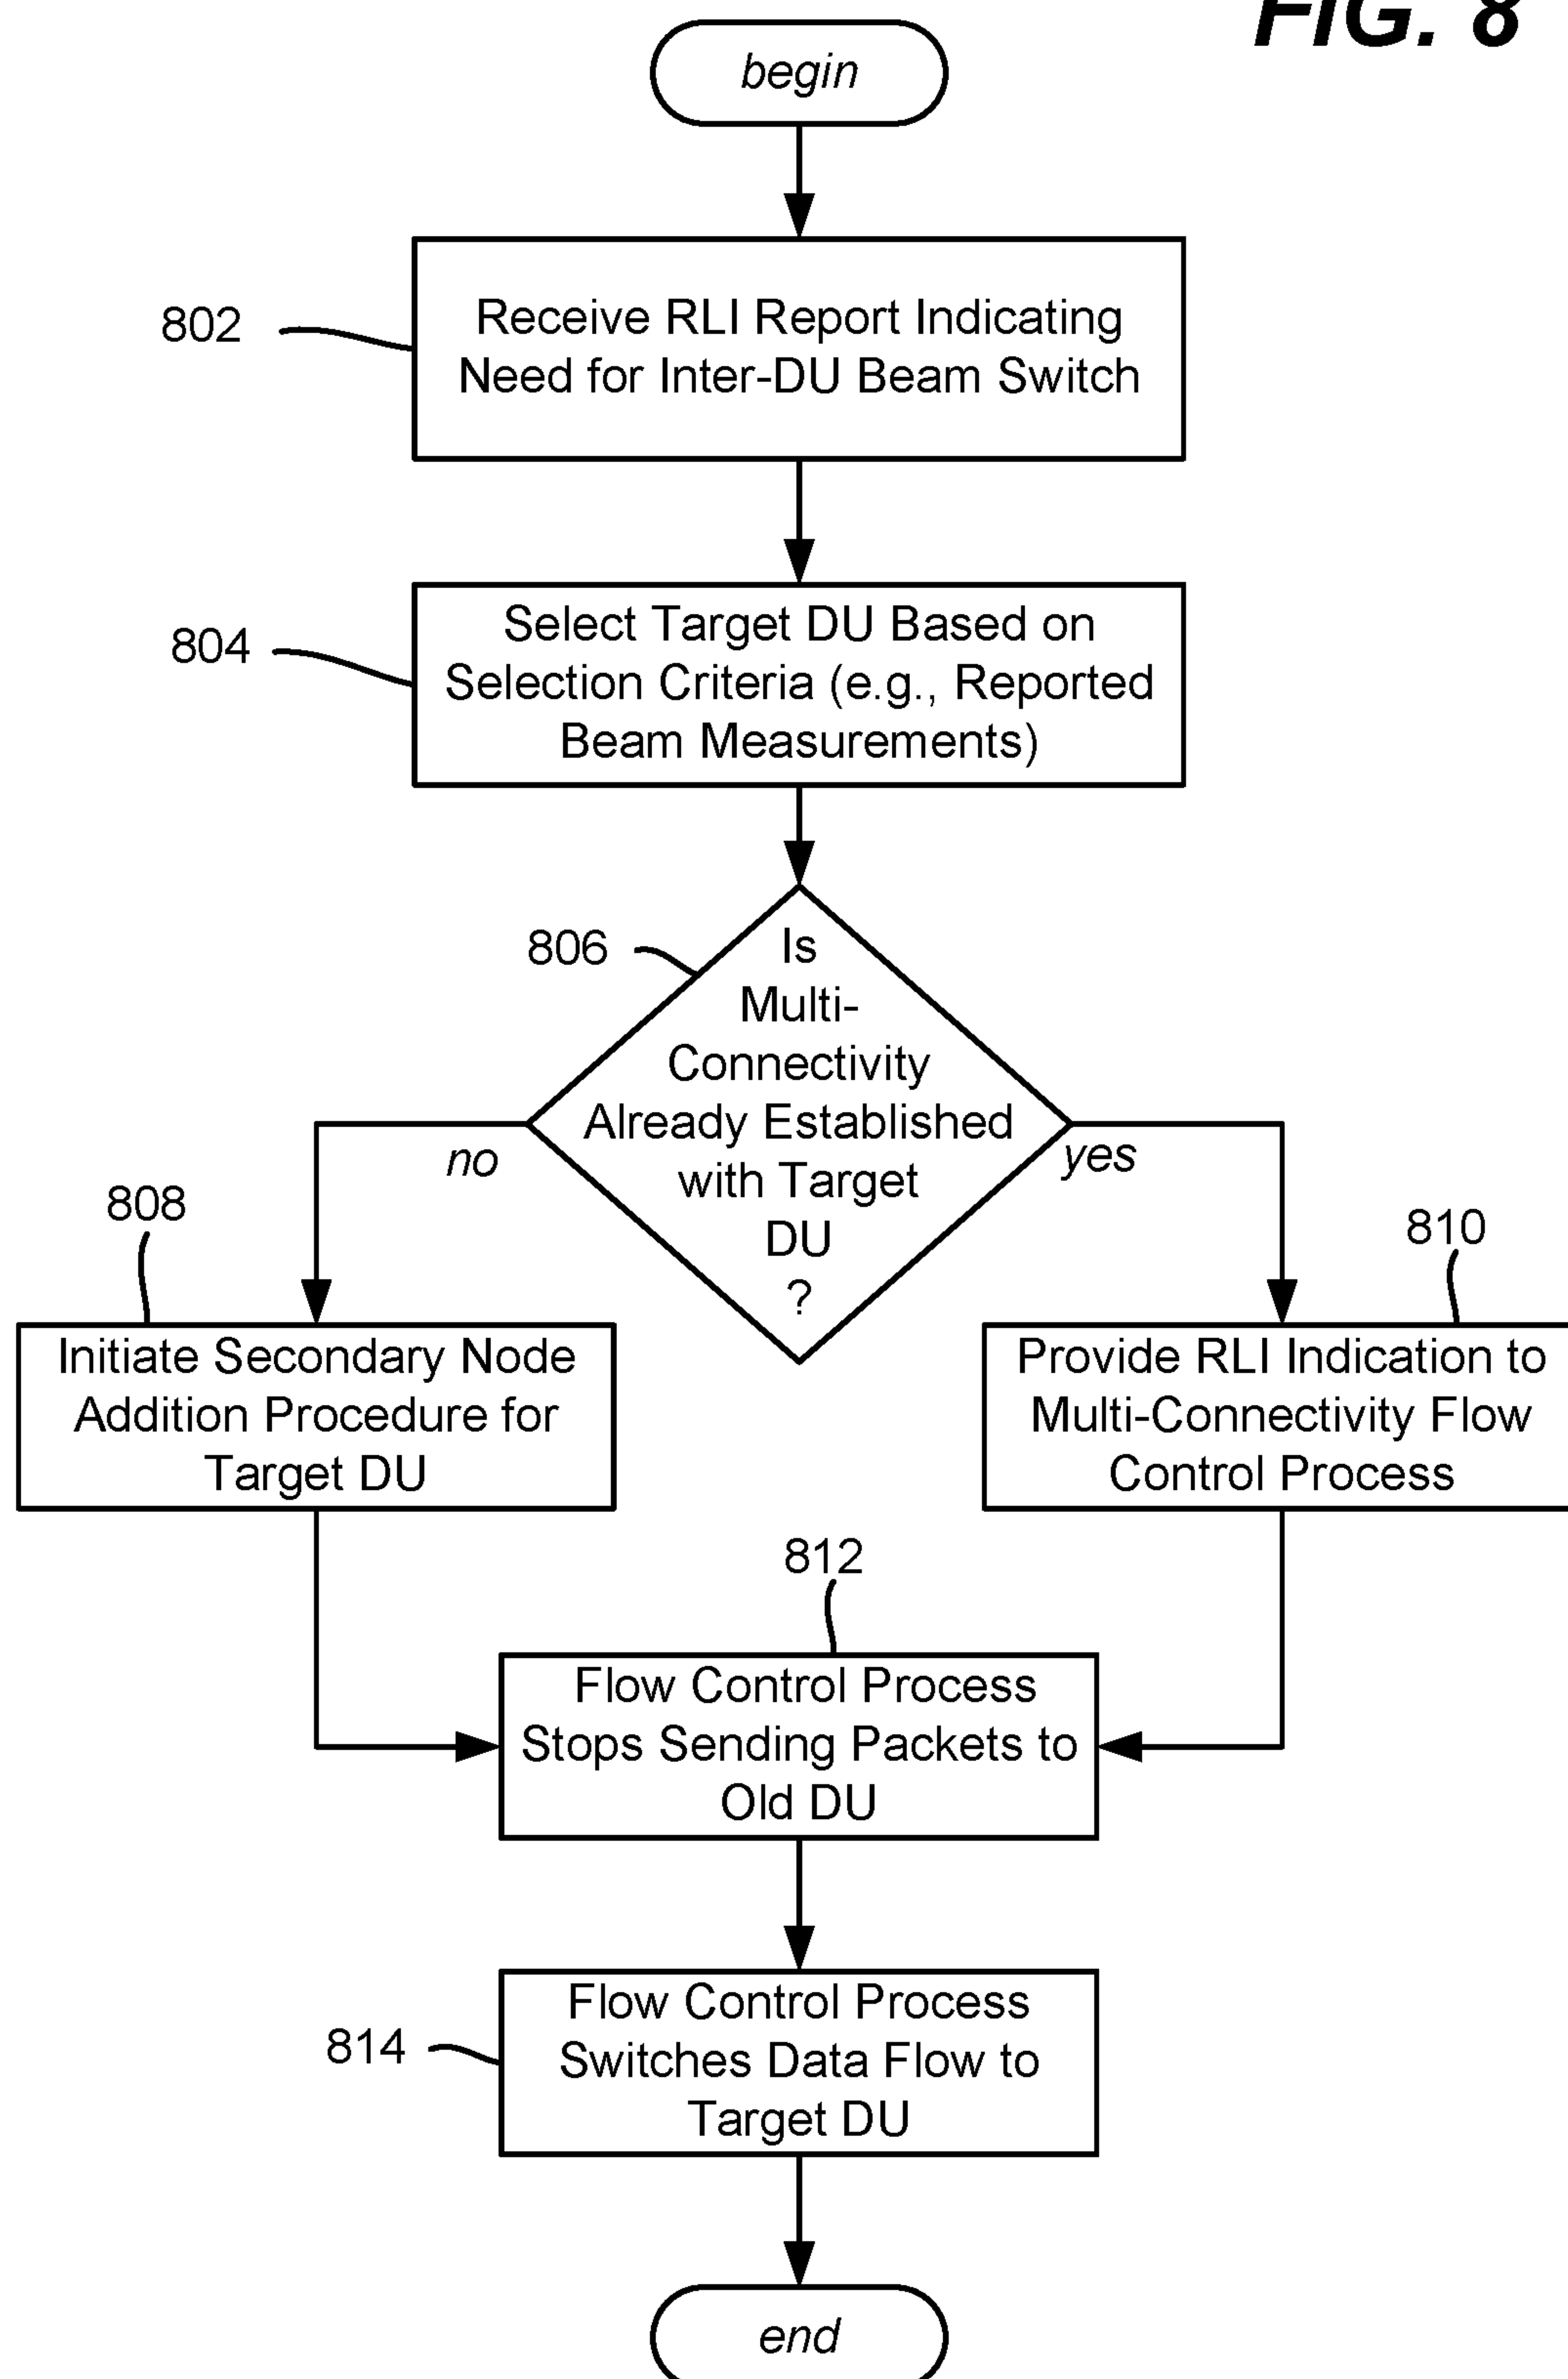 FIG. 8
begin
802
Receive RLI Report Indicating
Need for Inter-DU Beam Switch
804
Select Target DU Based on
Selection Criteria (e.g., Reported
Beam Measurements)
806
Is
Multi-
Connectivity
Already Established
with Target
DU
?
no
yes
808
Initiate Secondary Node
Addition Procedure for
Target DU
810
Provide RLI Indication to
Multi-Connectivity Flow
Control Process
812
Flow Control Process
Stops Sending Packets to
Old DU
814
Flow Control Process
Switches Data Flow to
Target DU
end